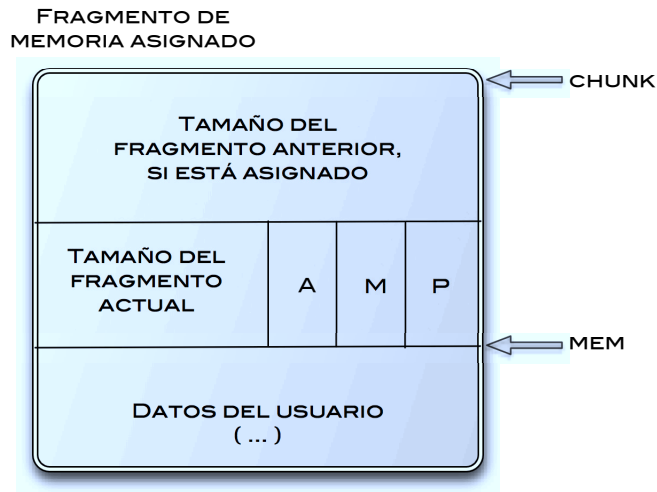 Fragmento de
memoria asignado
chunk
Tamaño del
fragmento anterior,
si está asignado
Tamaño del
fragmento
actual
A
M
P
mem
Datos del usuario
( ... )